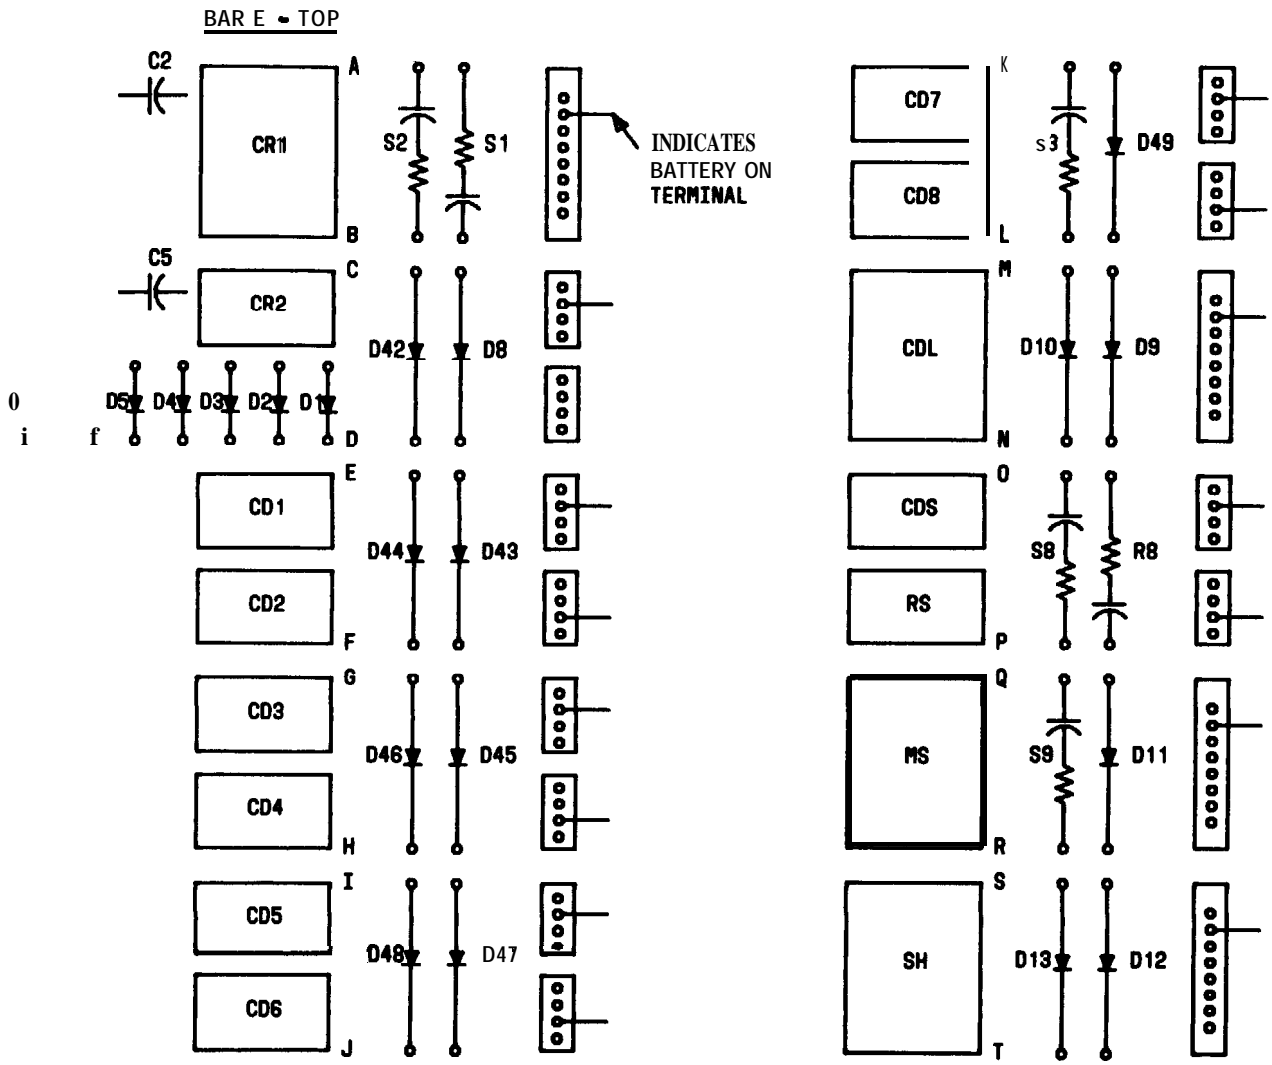 BAR E - TOP
C2
A
CR11
S2
S1
INDICATES
BATTERY ON
TERMINAL
B
C5
C
CR2
D42
D8
0
i f
D5
D4
D3
D2
D1
D
E
CD1
D44
D43
CD2
F
G
CD3
D46
D45
CD4
H
I
CD5
D48
D47
CD6
J
K
CD7
s3
D49
CD8
L
M
CDL
D10
D9
N
O
CDS
S8
R8
RS
P
Q
MS
S9
D11
R
S
SH
D13
D12
T